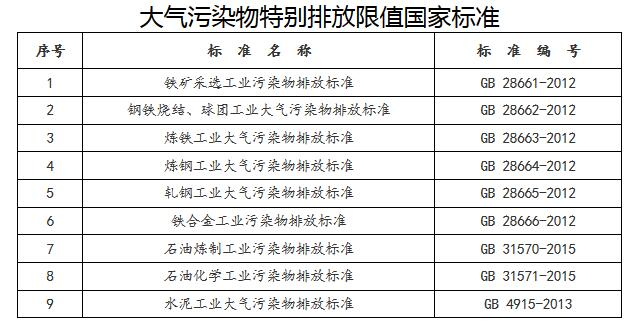 大气污染物特别排放限值国家标准
序号 标 准 名 称 标 准 编 号
1 铁矿采选工业污染物排放标准 GB 28661-2012
2 钢铁烧结、球团工业大气污染物排放标准 GB 28662-2012
3 炼铁工业大气污染物排放标准 GB 28663-2012
4 炼钢工业大气污染物排放标准 GB 28664-2012
5 轧钢工业大气污染物排放标准 GB 28665-2012
6 铁合金工业污染物排放标准 GB 28666-2012
7 石油炼制工业污染物排放标准 GB 31570-2015
8 石油化学工业污染物排放标准 GB 31571-2015
9 水泥工业大气污染物排放标准 GB 4915-2013